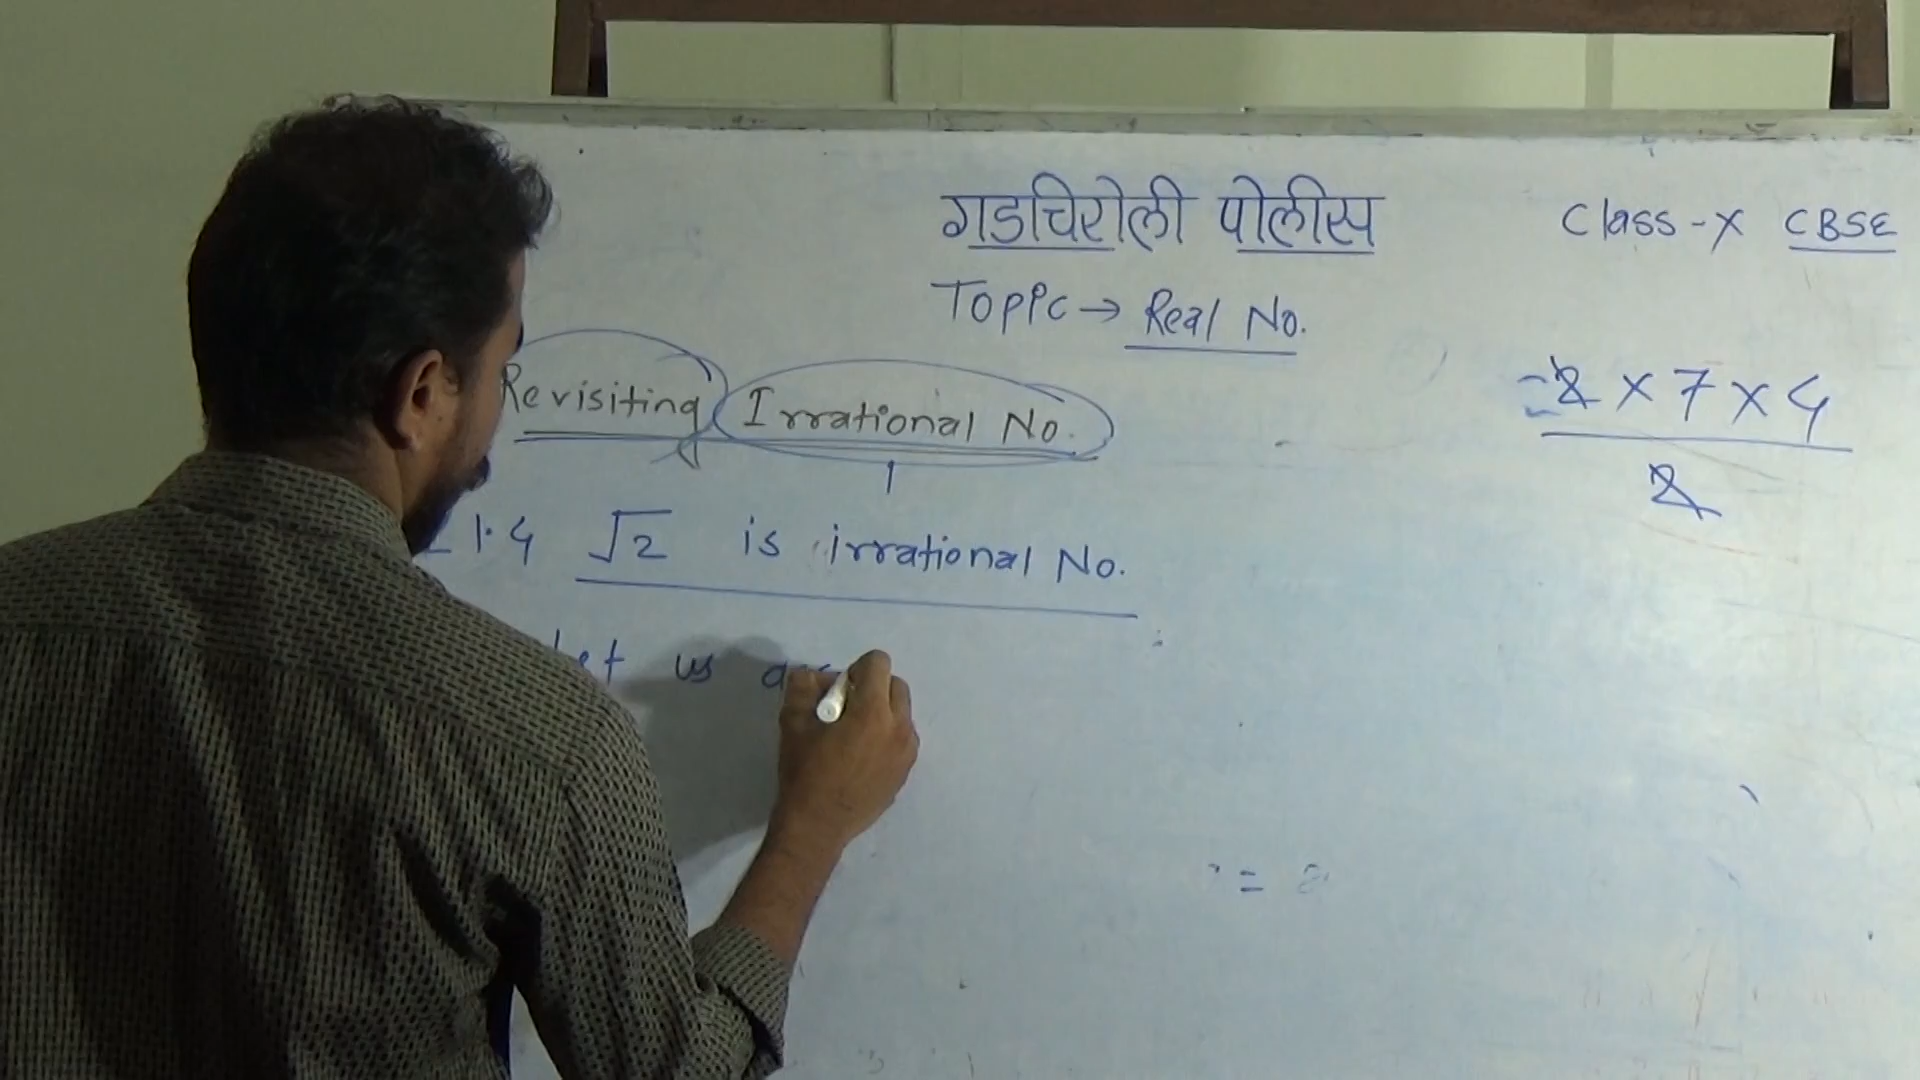 गडचिरोली पोलीस
Class-X CBSE
Topic → Real No.
Revisiting Irrational No.
= 2 × 7 × 4
2
1.4 √2 is irrational No.
Let us
=